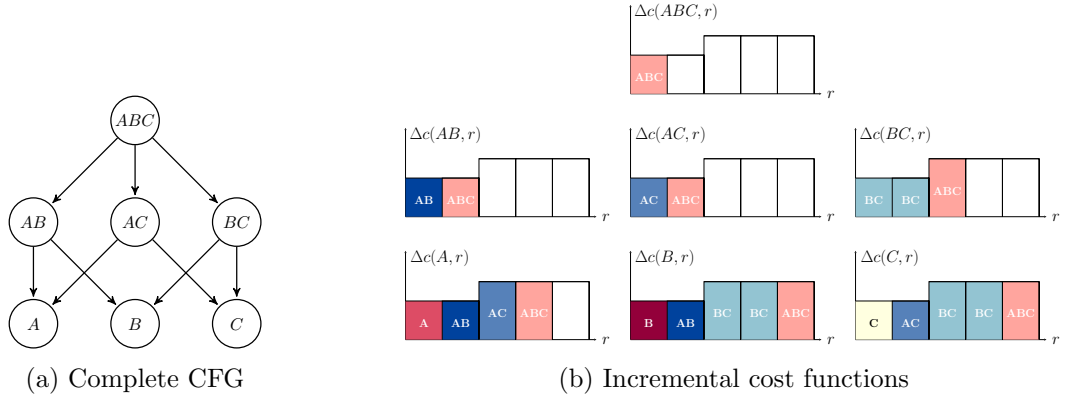 Δc(ABC, r)
ABC
r
ABC
AB AC BC
A B C
Δc(AB, r) Δc(AC, r) Δc(BC, r)
AB ABC r AC ABC r BC BC ABC r
Δc(A, r) Δc(B, r) Δc(C, r)
A AB AC ABC r B AB BC BC ABC r C AC BC BC ABC r
(a) Complete CFG
(b) Incremental cost functions